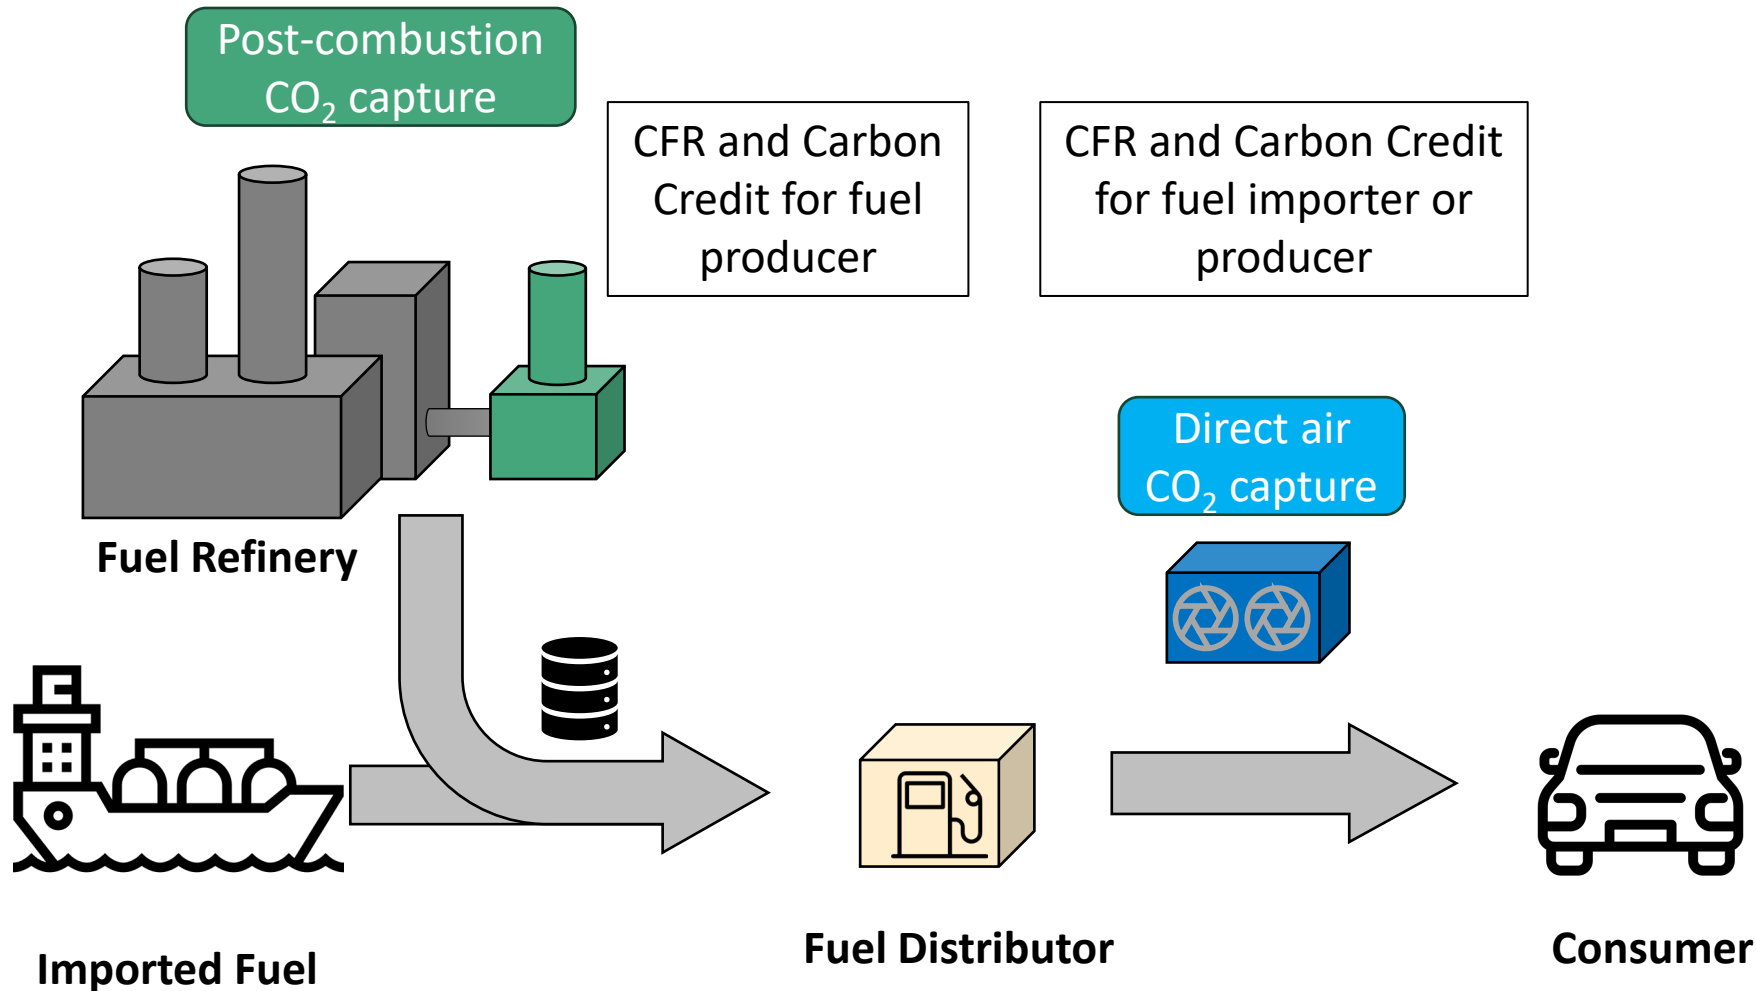 Post-combustion
CO₂ capture
CFR and Carbon
Credit for fuel
producer
CFR and Carbon Credit
for fuel importer or
producer
Direct air
CO₂ capture
Fuel Refinery
Imported Fuel
Fuel Distributor
Consumer